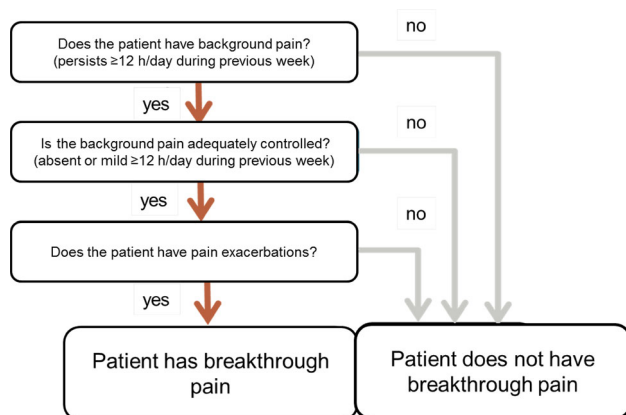 Does the patient have background pain?
(persists ≥12 h/day during previous week)
no
yes
Is the background pain adequately controlled?
(absent or mild ≥12 h/day during previous week)
no
yes
Does the patient have pain exacerbations?
no
yes
Patient has breakthrough
pain
Patient does not have
breakthrough pain